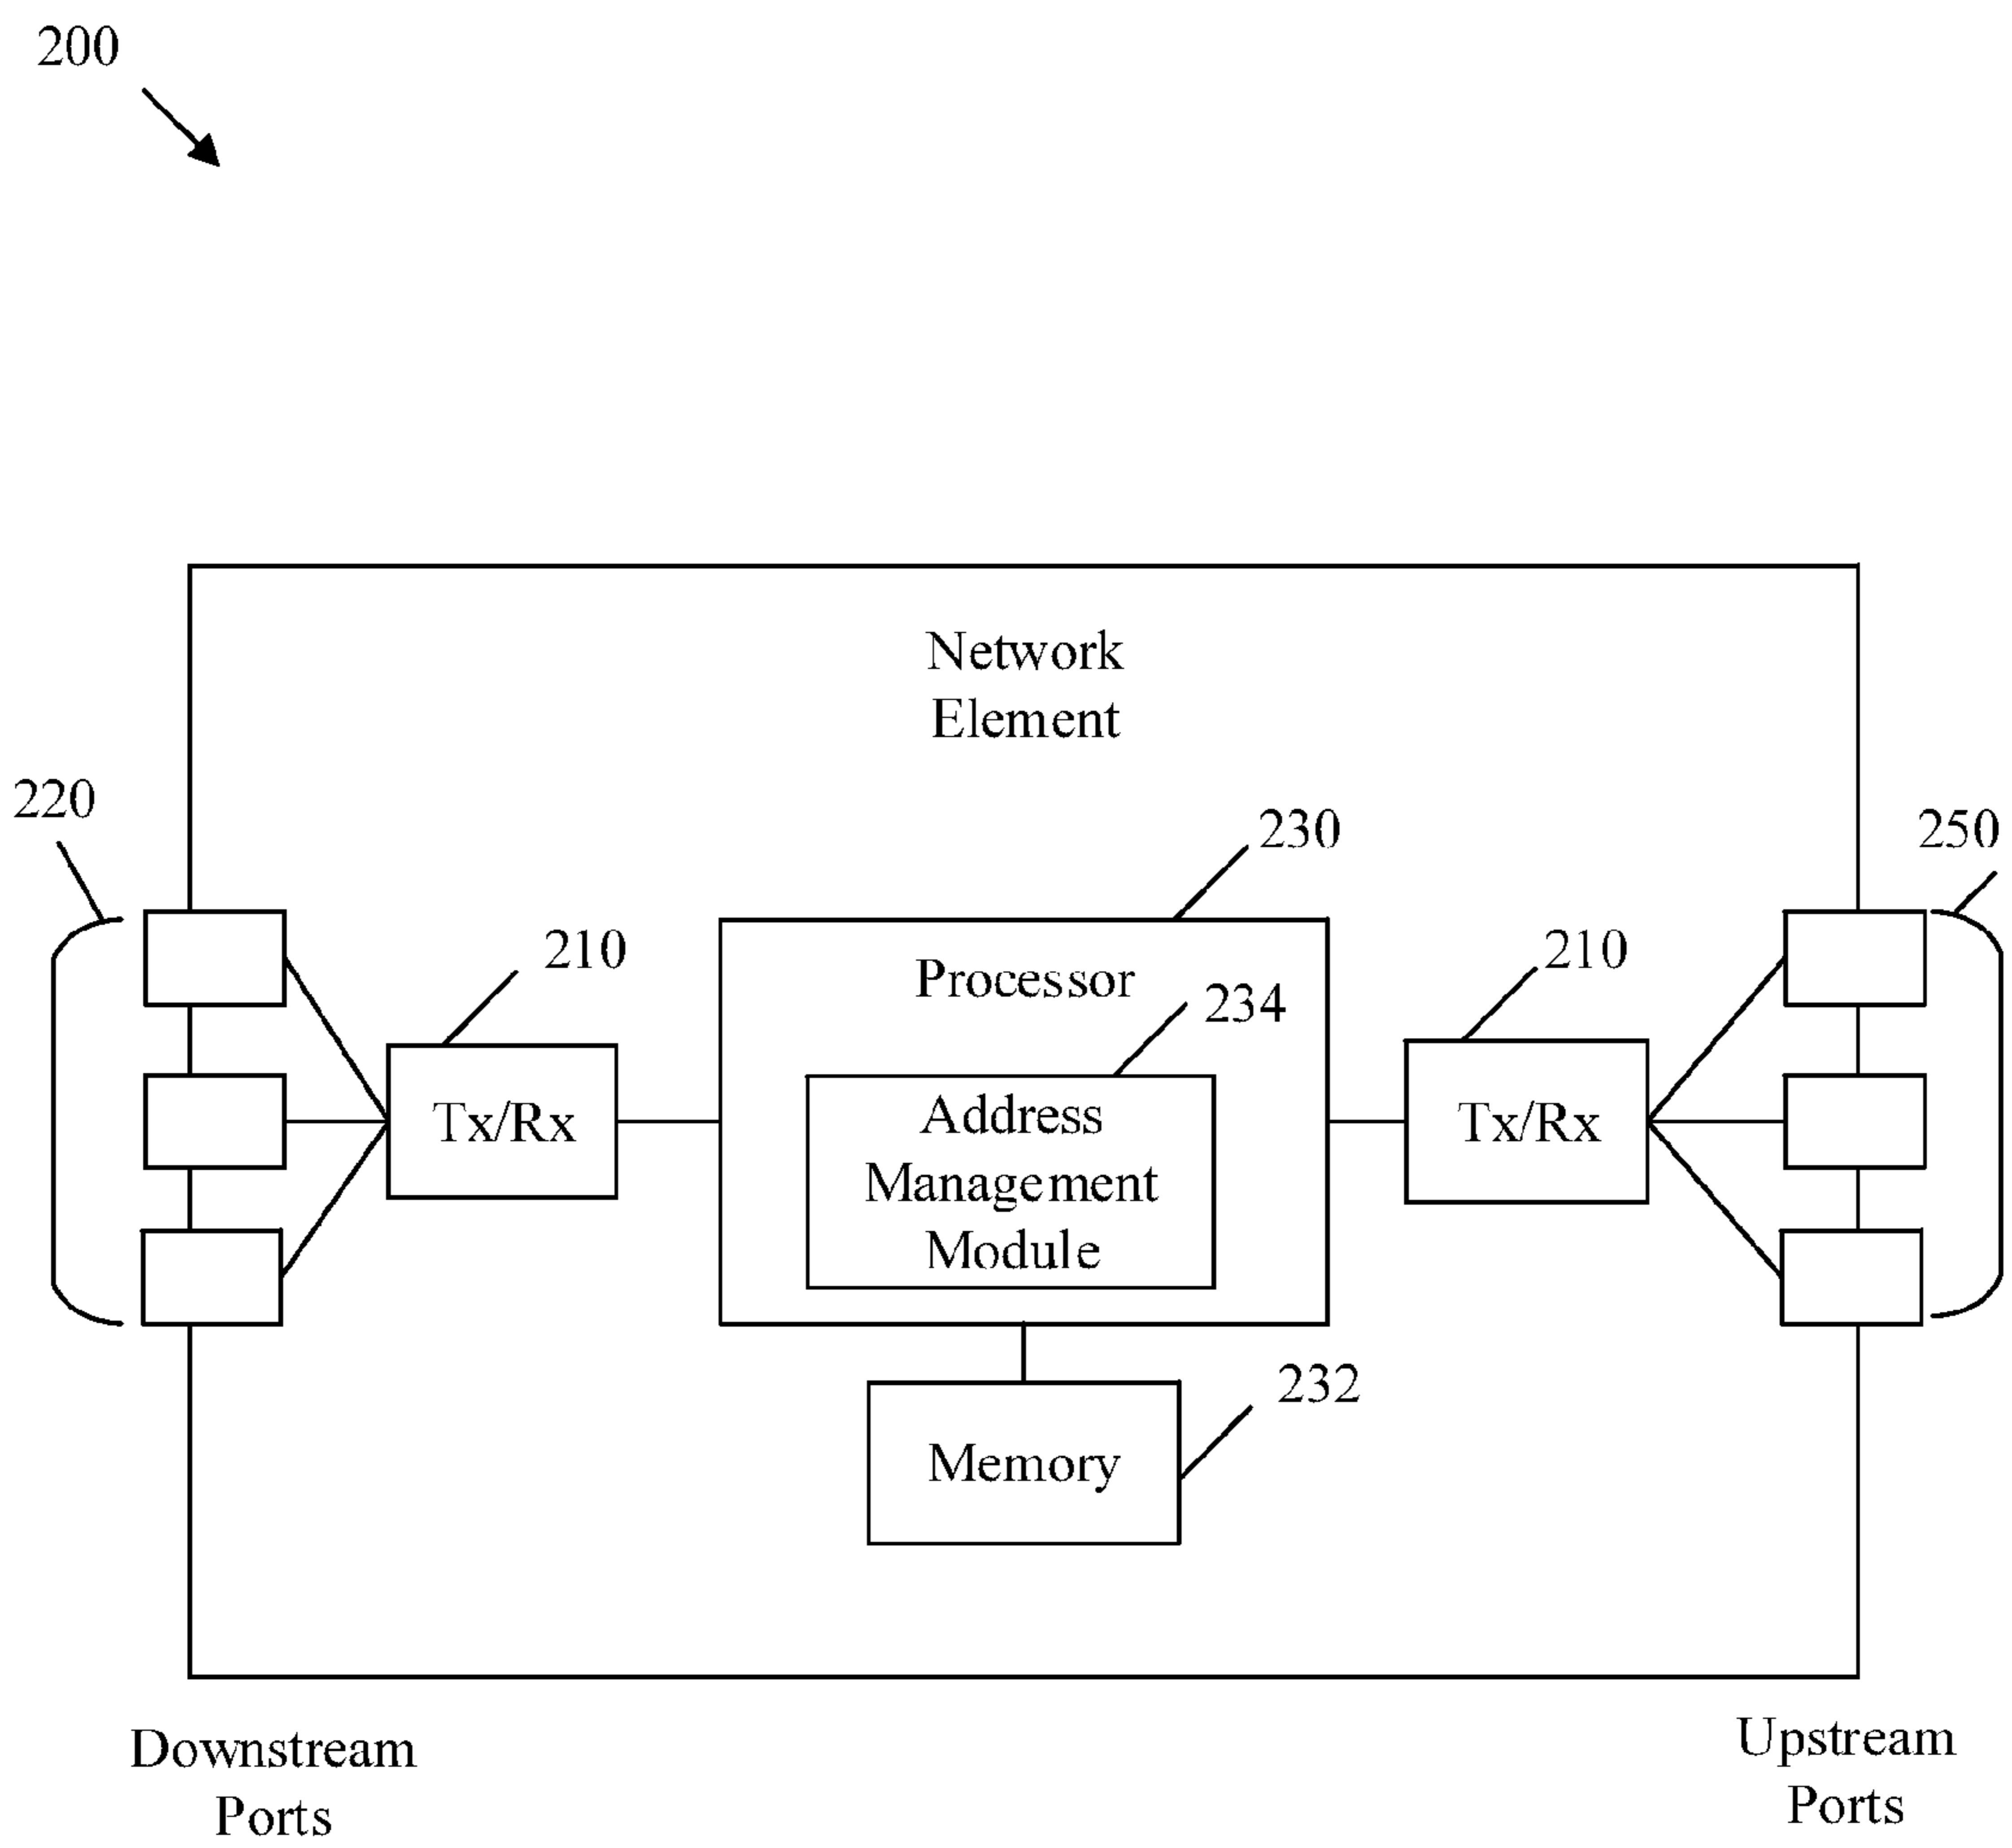 200
Network
Element
220
230
250
210
210
Processor
234
Tx/Rx
Address
Management
Module
Tx/Rx
232
Memory
Downstream
Ports
Upstream
Ports